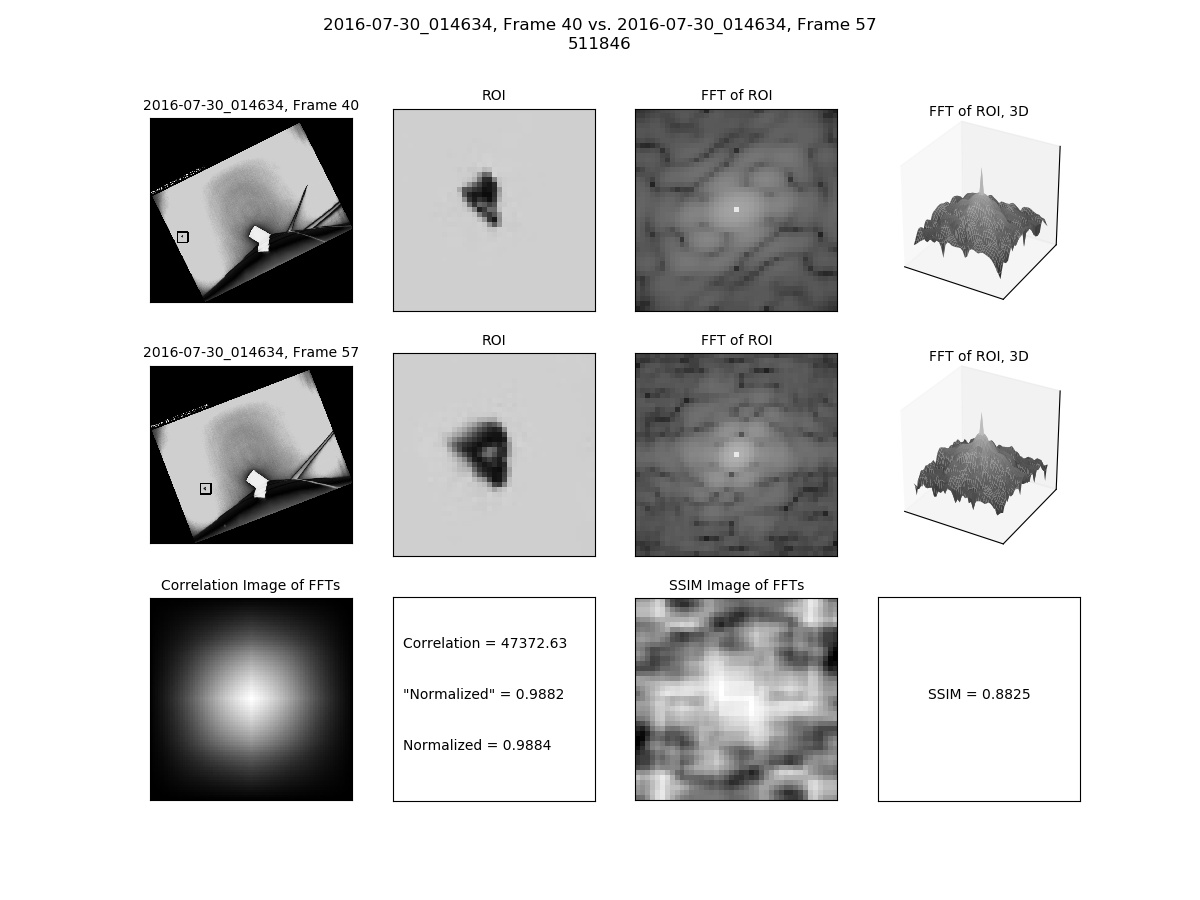 2016-07-30_014634, Frame 40 vs. 2016-07-30_014634, Frame 57
511846
2016-07-30_014634, Frame 40
ROI
FFT of ROI
FFT of ROI, 3D
2016-07-30_014634, Frame 57
ROI
FFT of ROI
FFT of ROI, 3D
Correlation Image of FFTs
Correlation = 47372.63
"Normalized" = 0.9882
Normalized = 0.9884
SSIM Image of FFTs
SSIM = 0.8825